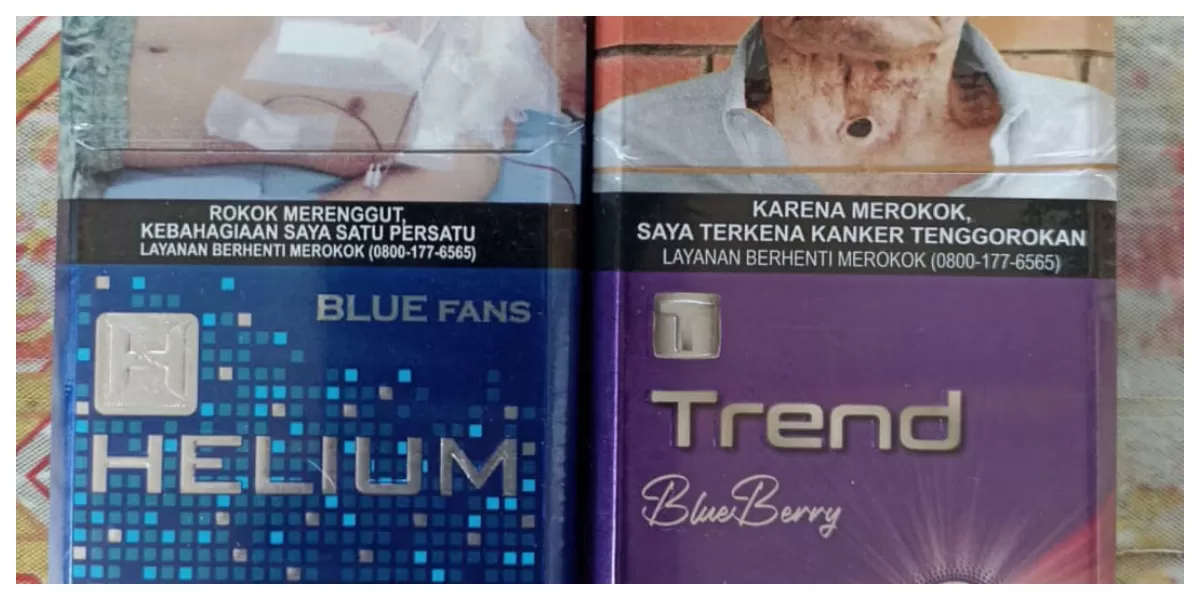 ROKOK MERENGGUT,
KEBAHAGIAAN SAYA SATU PERSATU
LAYANAN BERHENTI MEROKOK (0800-177-6565)
BLUE FANS
H
HELIUM
KARENA MEROKOK,
SAYA TERKENA KANKER TENGGOROKAN
LAYANAN BERHENTI MEROKOK (0800-177-6565)
T
Trend
BlueBerry